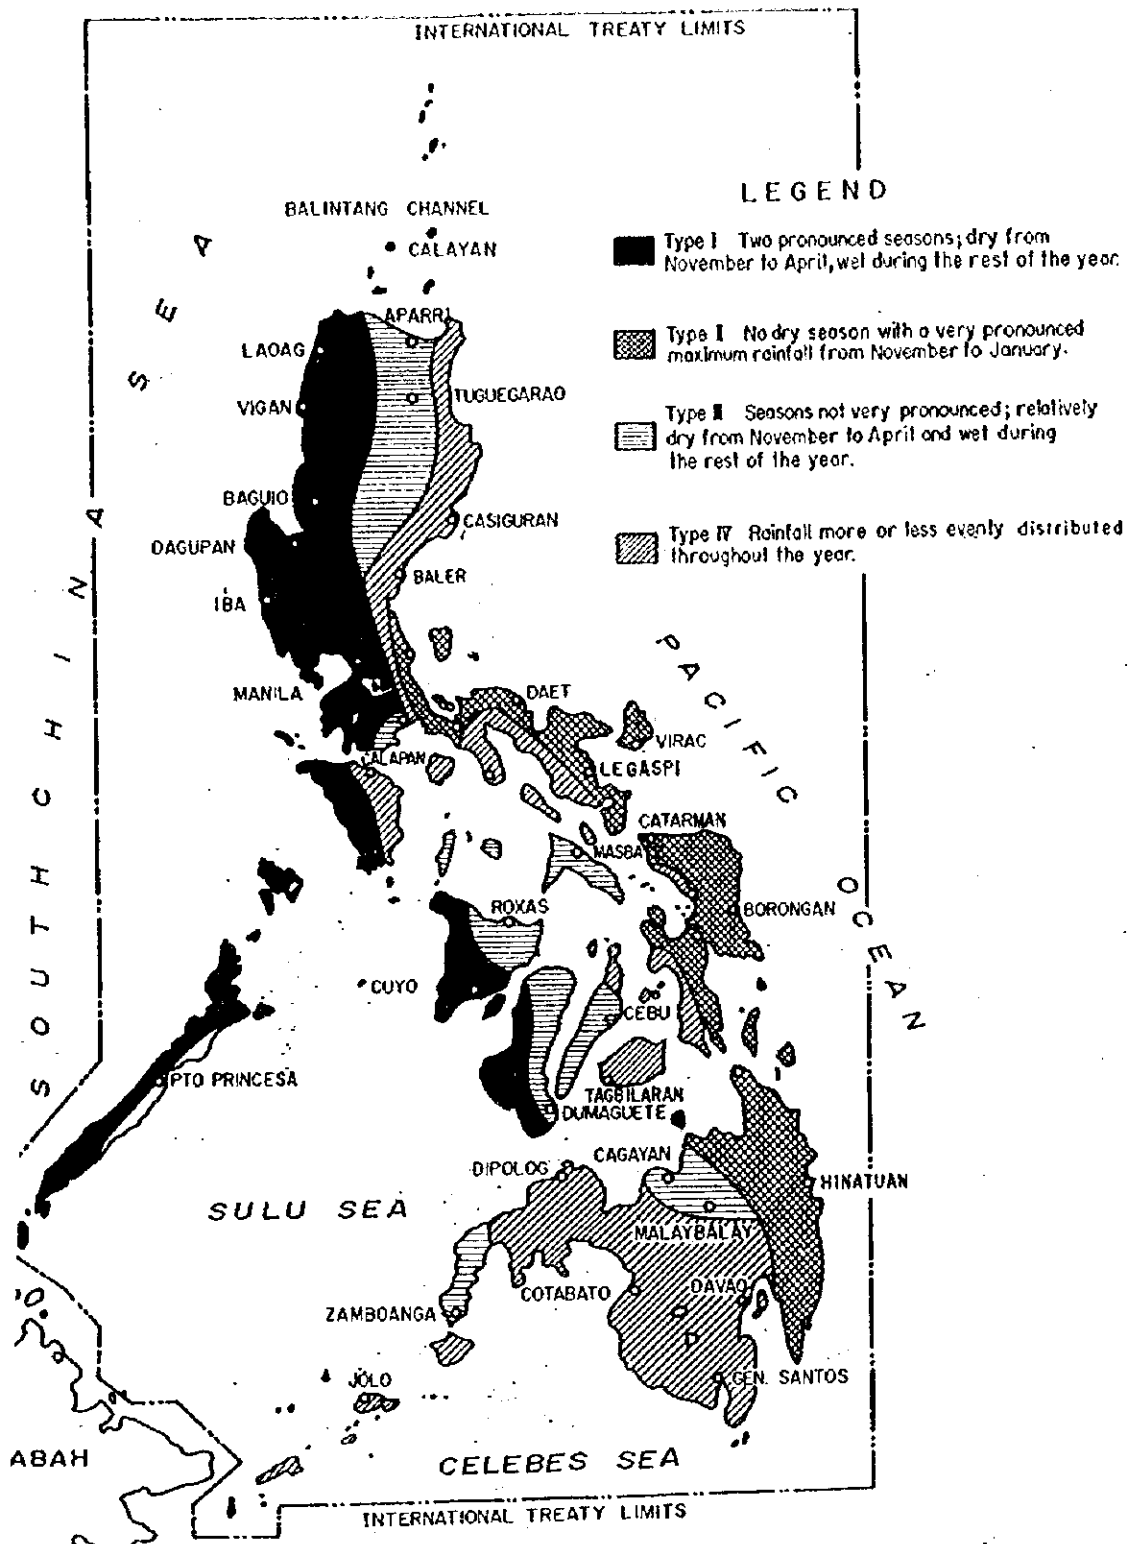 INTERNATIONAL TREATY LIMITS
LEGEND
BALINTANG CHANNEL
CALAYAN
Type I Two pronounced seasons; dry from
November to April, wet during the rest of the year.
APARRI
LAOAG
Type II No dry season with a very pronounced
maximum rainfall from November to January.
VIGAN
TUGUEGARAO
Type III Seasons not very pronounced; relatively
dry from November to April and wet during
the rest of the year.
BAGUIO
CASIGURAN
DAGUPAN
Type IV Rainfall more or less evenly distributed
throughout the year.
BALER
IBA
SOUTH CHINA SEA
PACIFIC OCEAN
MANILA
DAET
VIRAC
CALAPAN
LEGASPI
CATARMAN
MASBA
ROXAS
BORONGAN
CUYO
CEBU
PTO PRINCESA
TAGBILARAN
DUMAGUETE
CAGAYAN
DIPOLOG
HINATUAN
SULU SEA
MALAYBALAY
COTABATO
DAVAO
ZAMBOANGA
JOLO
GEN. SANTOS
ABAH
CELEBES SEA
INTERNATIONAL TREATY LIMITS